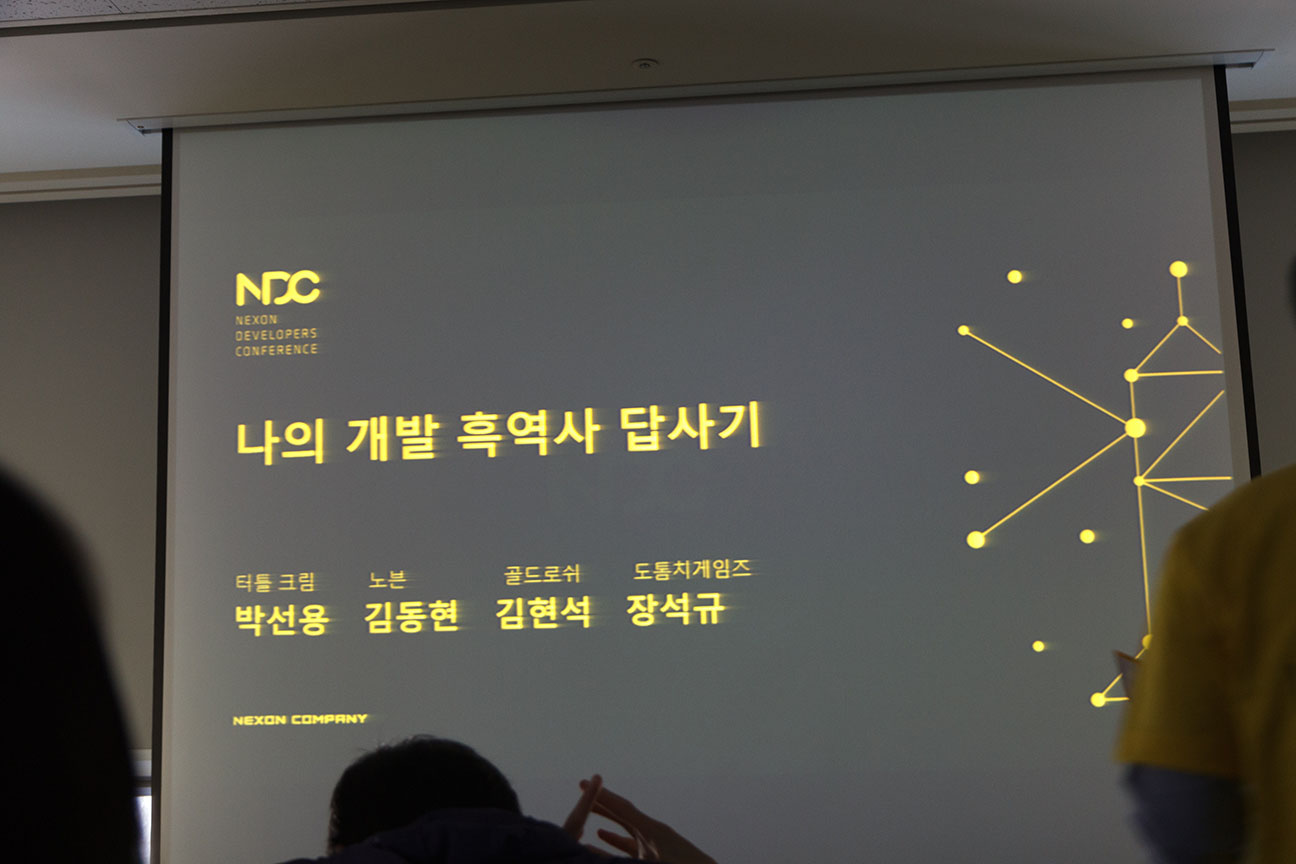 NDC
NEXON
DEVELOPERS
CONFERENCE
나의 개발 흑역사 답사기
터틀 크림 노븐 골드로쉬 도톰치게임즈
박선용 김동현 김현석 장석규
NEXON COMPANY